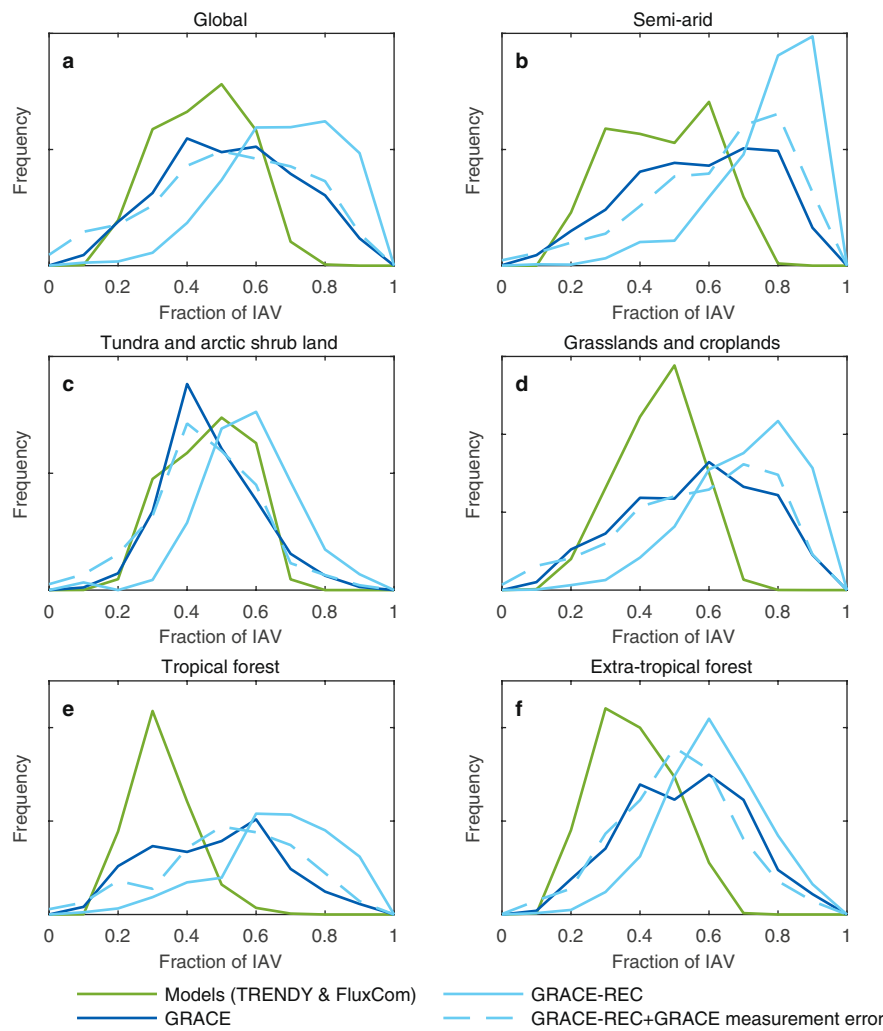 Global
Semi-arid
a
b
Frequency
Frequency
0 0.2 0.4 0.6 0.8 1
0 0.2 0.4 0.6 0.8 1
Fraction of IAV
Fraction of IAV
Tundra and arctic shrub land
Grasslands and croplands
c
d
Frequency
Frequency
0 0.2 0.4 0.6 0.8 1
0 0.2 0.4 0.6 0.8 1
Fraction of IAV
Fraction of IAV
Tropical forest
Extra-tropical forest
e
f
Frequency
Frequency
0 0.2 0.4 0.6 0.8 1
0 0.2 0.4 0.6 0.8 1
Fraction of IAV
Fraction of IAV
Models (TRENDY & FluxCom)
GRACE-REC
GRACE
GRACE-REC+GRACE measurement error